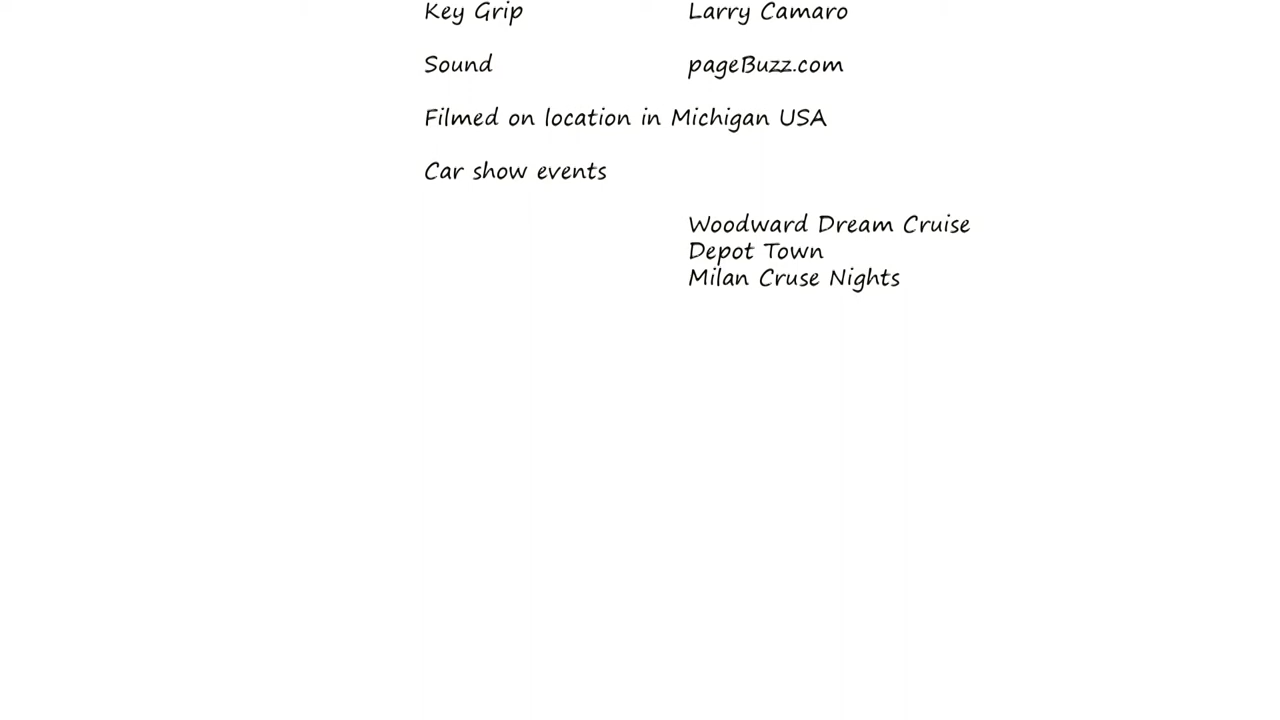 Key Grip Larry Camaro
Sound pageBuzz.com
Filmed on location in Michigan USA
Car show events
Woodward Dream Cruise
Depot Town
Milan Cruse Nights